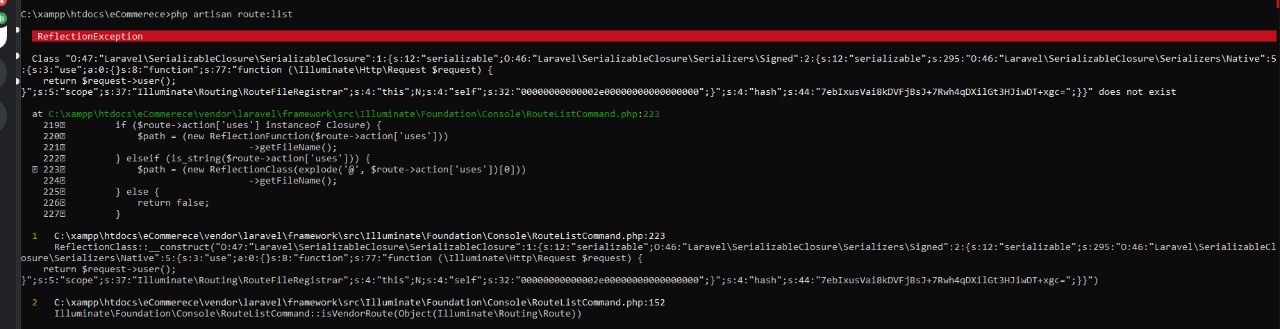 C:\xampp\htdocs\eCommerece>php artisan route:list
ReflectionException
Class "O:47:"Laravel\SerializableClosure\SerializableClosure":1:{s:12:"serializable";O:46:"Laravel\SerializableClosure\Serializers\Signed":2:{s:12:"serializable";s:295:"O:46:"Laravel\SerializableClosure\Serializers\Native":5
:{s:3:"use";a:0:{}s:8:"function";s:77:"function (\Illuminate\Http\Request $request) {
return $request->user();
}";s:5:"scope";s:37:"Illuminate\Routing\RouteFileRegistrar";s:4:"this";N;s:4:"self";s:32:"0000000000002e0000000000000000";}";s:4:"hash";s:44:"7ebIxusVai8kDVFjBsJ+7Rwh4qDXilGt3HJiwDT+xgc=";}}" does not exist
at C:\xampp\htdocs\eCommerece\vendor\laravel\framework\src\Illuminate\Foundation\Console\RouteListCommand.php:223
219 if ($route->action['uses'] instanceof Closure) {
220 $path = (new ReflectionFunction($route->action['uses']))
221 ->getFileName();
222 } elseif (is_string($route->action['uses'])) {
223 $path = (new ReflectionClass(explode('@', $route->action['uses'])[0]))
224 ->getFileName();
225 } else {
226 return false;
227 }
1 C:\xampp\htdocs\eCommerece\vendor\laravel\framework\src\Illuminate\Foundation\Console\RouteListCommand.php:223
ReflectionClass::__construct("O:47:"Laravel\SerializableClosure\SerializableClosure":1:{s:12:"serializable";O:46:"Laravel\SerializableClosure\Serializers\Signed":2:{s:12:"serializable";s:295:"O:46:"Laravel\SerializableCl
osure\Serializers\Native":5:{s:3:"use";a:0:{}s:8:"function";s:77:"function (\Illuminate\Http\Request $request) {
return $request->user();
}";s:5:"scope";s:37:"Illuminate\Routing\RouteFileRegistrar";s:4:"this";N;s:4:"self";s:32:"0000000000002e0000000000000000";}";s:4:"hash";s:44:"7ebIxusVai8kDVFjBsJ+7Rwh4qDXilGt3HJiwDT+xgc=";}}")
2 C:\xampp\htdocs\eCommerece\vendor\laravel\framework\src\Illuminate\Foundation\Console\RouteListCommand.php:152
Illuminate\Foundation\Console\RouteListCommand::isVendorRoute(Object(Illuminate\Routing\Route))